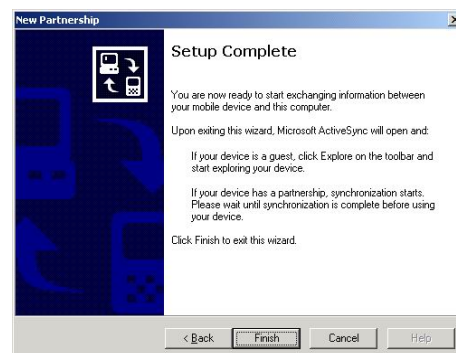 New Partnership
Setup Complete
You are now ready to start exchanging information between
your mobile device and this computer.
Upon exiting this wizard, Microsoft ActiveSync will open and:
If your device is a guest, click Explore on the toolbar and
start exploring your device.
If your device has a partnership, synchronization starts.
Please wait until synchronization is complete before using
your device.
Click Finish to exit this wizard.
< Back Finish Cancel Help